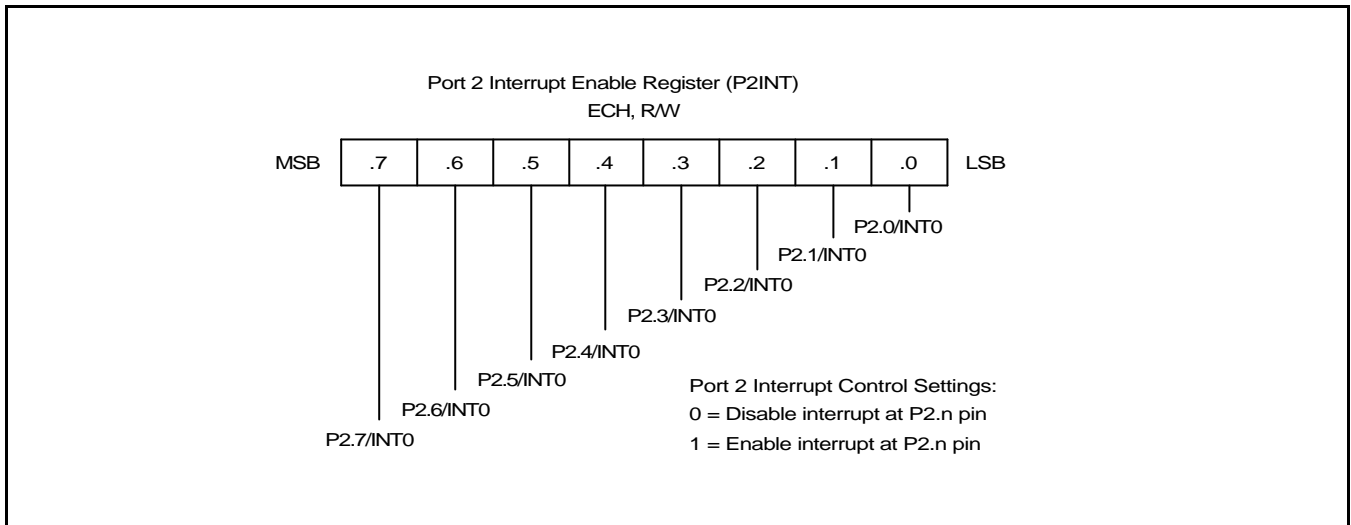 Port 2 Interrupt Enable Register (P2INT)
ECH, R/W
MSB .7 .6 .5 .4 .3 .2 .1 .0 LSB
P2.0/INT0
P2.1/INT0
P2.2/INT0
P2.3/INT0
P2.4/INT0
P2.5/INT0
P2.6/INT0
P2.7/INT0
Port 2 Interrupt Control Settings:
0 = Disable interrupt at P2.n pin
1 = Enable interrupt at P2.n pin